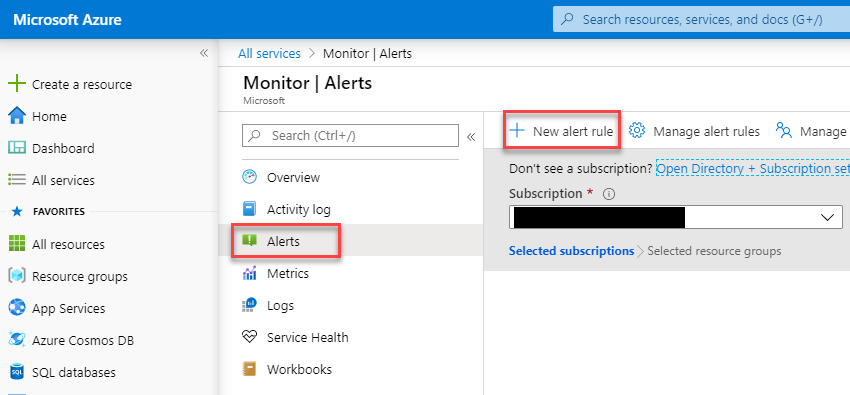 Microsoft Azure
Search resources, services, and docs (G+/)
Create a resource
Home
Dashboard
All services
FAVORITES
All resources
Resource groups
App Services
Azure Cosmos DB
SQL databases
All services > Monitor | Alerts
Monitor | Alerts
Microsoft
Search (Ctrl+/)
Overview
Activity log
Alerts
Metrics
Logs
Service Health
Workbooks
New alert rule Manage alert rules Manage
Don't see a subscription? Open Directory + Subscription set
Subscription *
Selected subscriptions > Selected resource groups